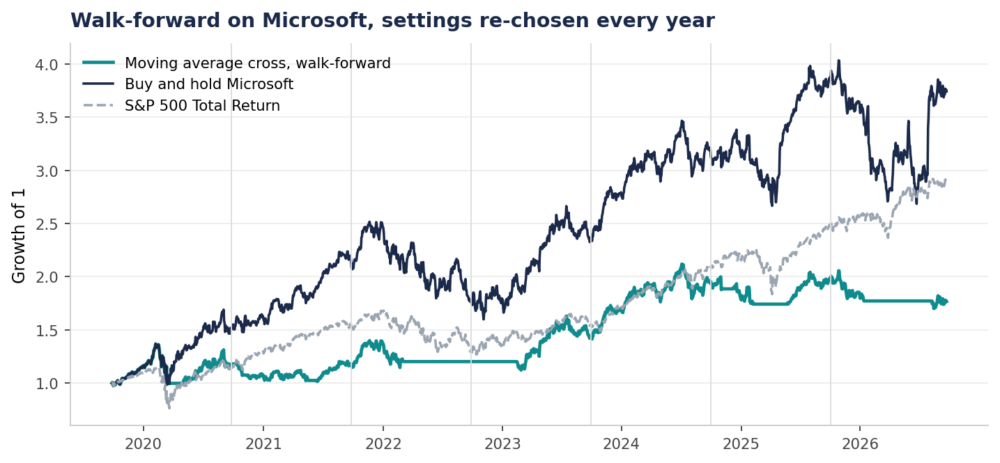 Walk-forward on Microsoft, settings re-chosen every year
Moving average cross, walk-forward
Buy and hold Microsoft
S&P 500 Total Return
Growth of 1
4.0
3.5
3.0
2.5
2.0
1.5
1.0
2020
2021
2022
2023
2024
2025
2026